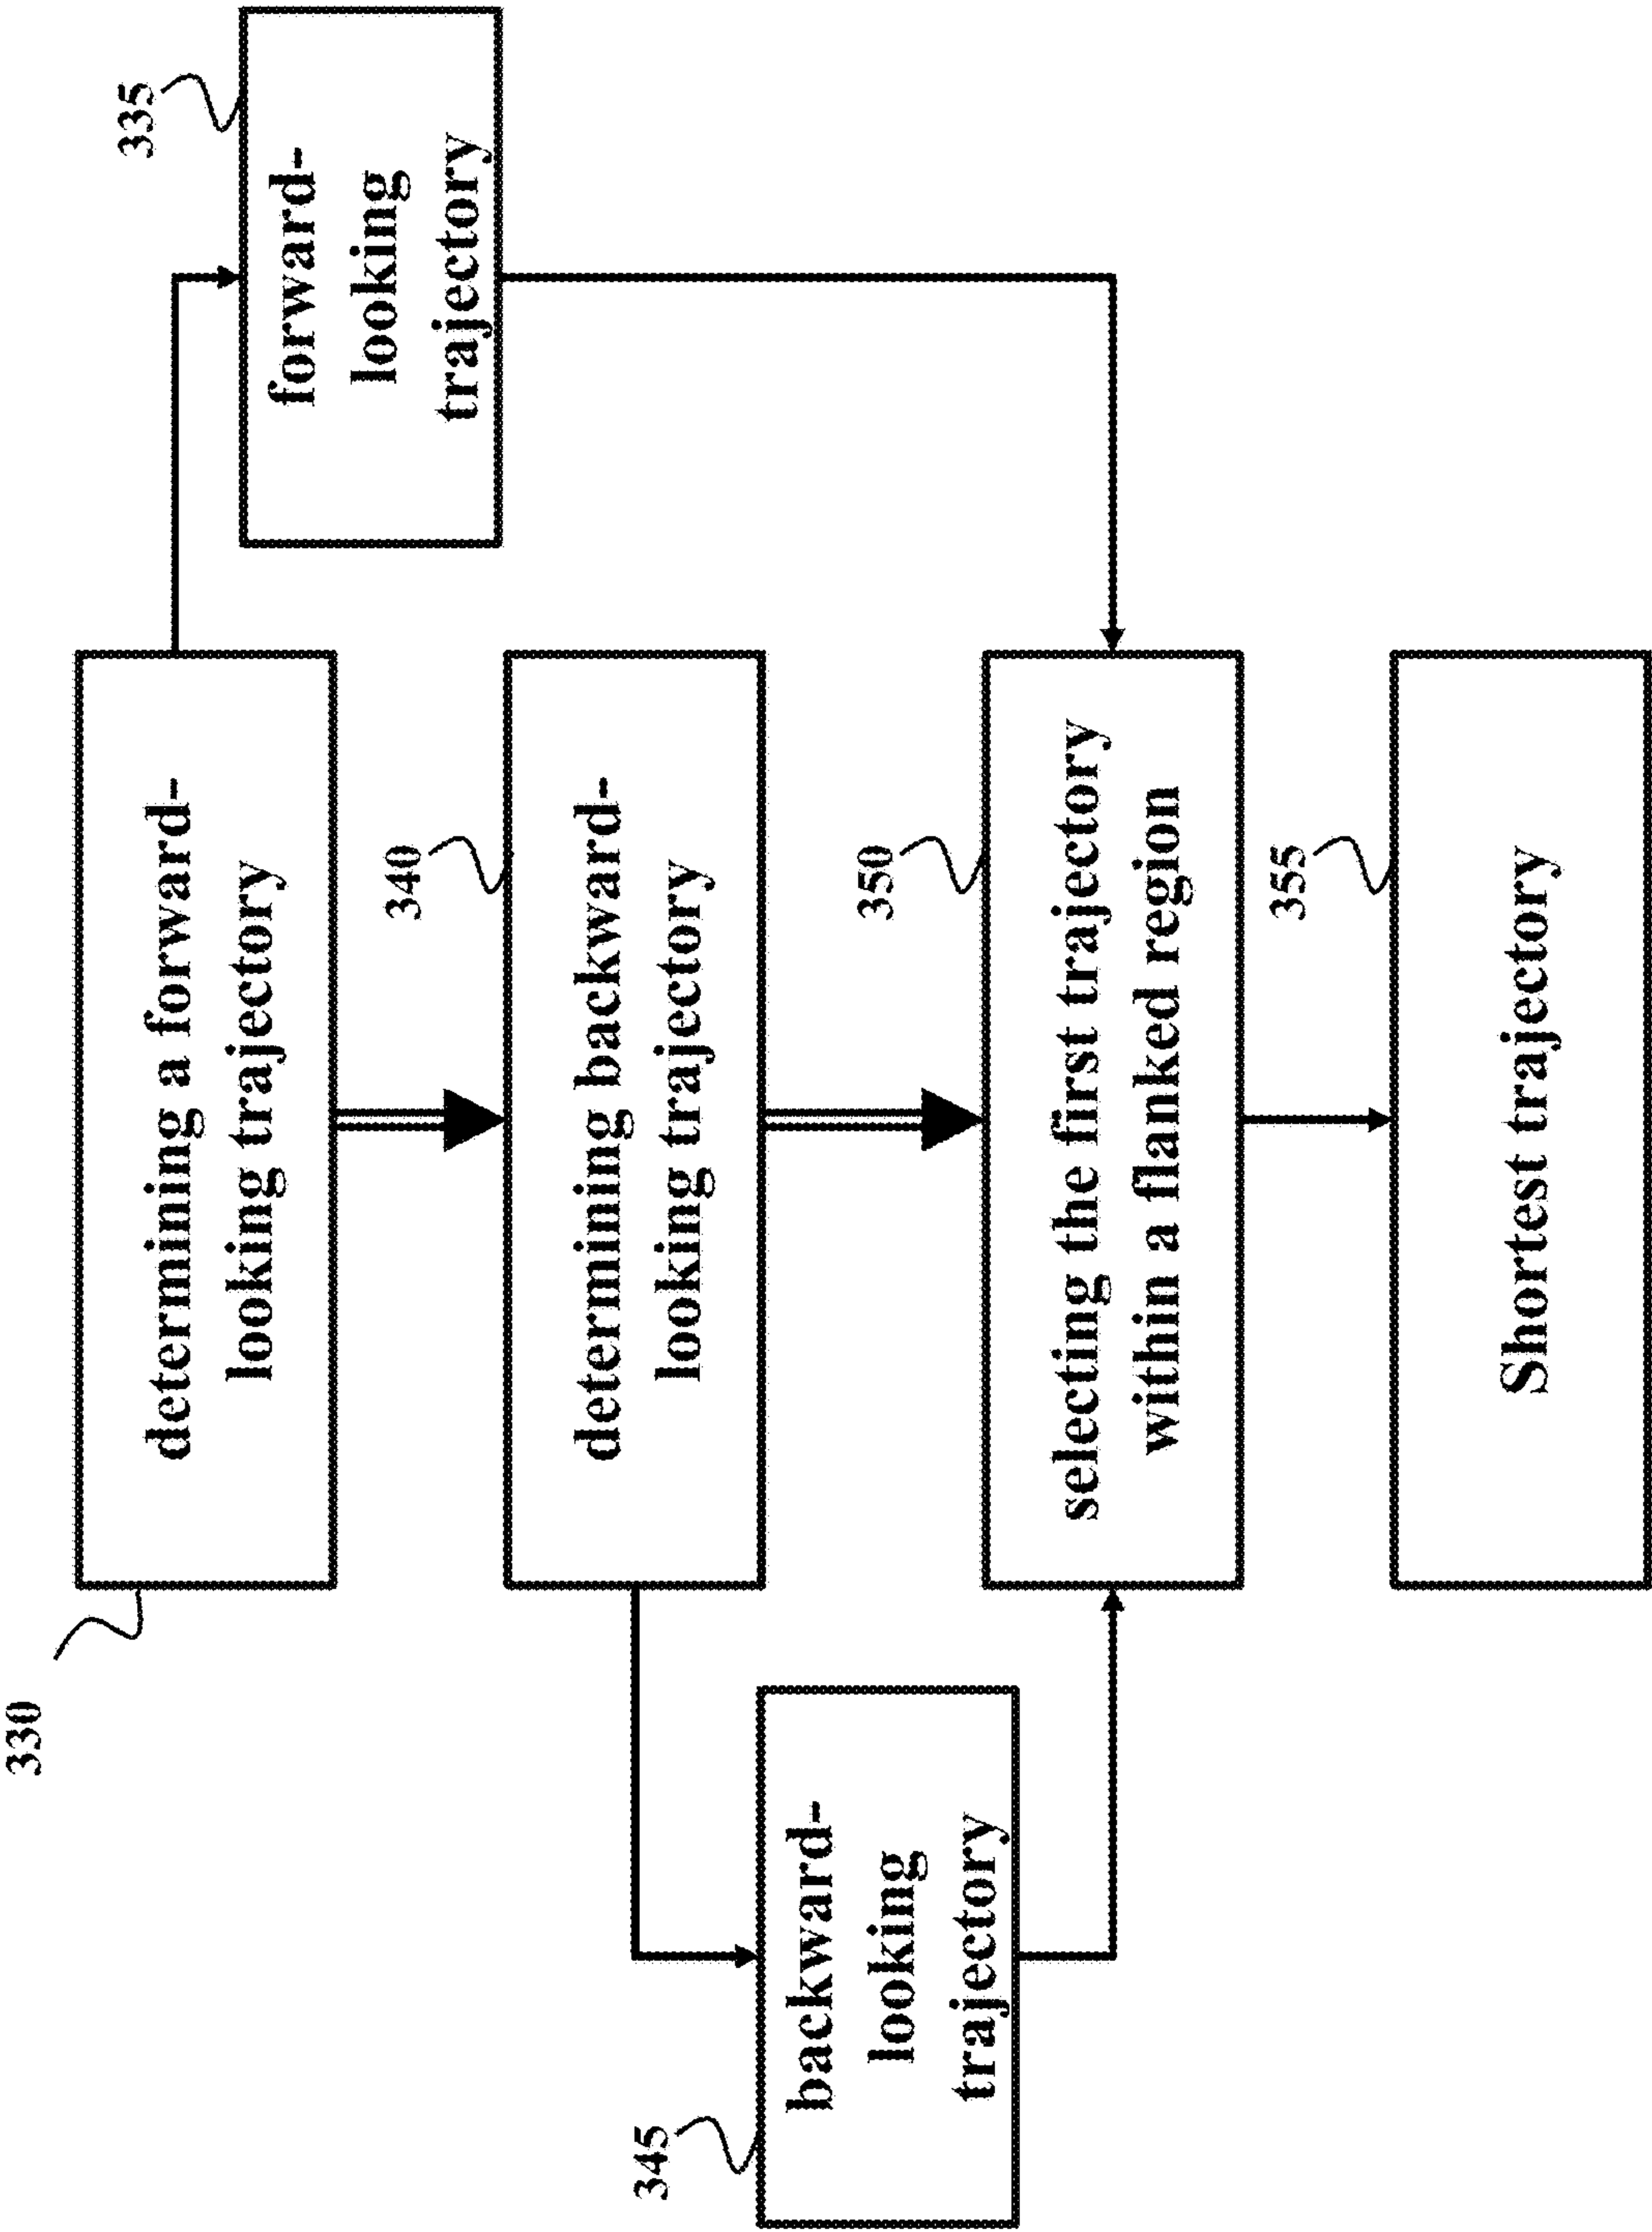 330
determining a forward-
looking trajectory
335
forward-
looking
trajectory
340
determining backward-
looking trajectory
345
backward-
looking
trajectory
350
selecting the first trajectory
within a flanked region
355
Shortest trajectory